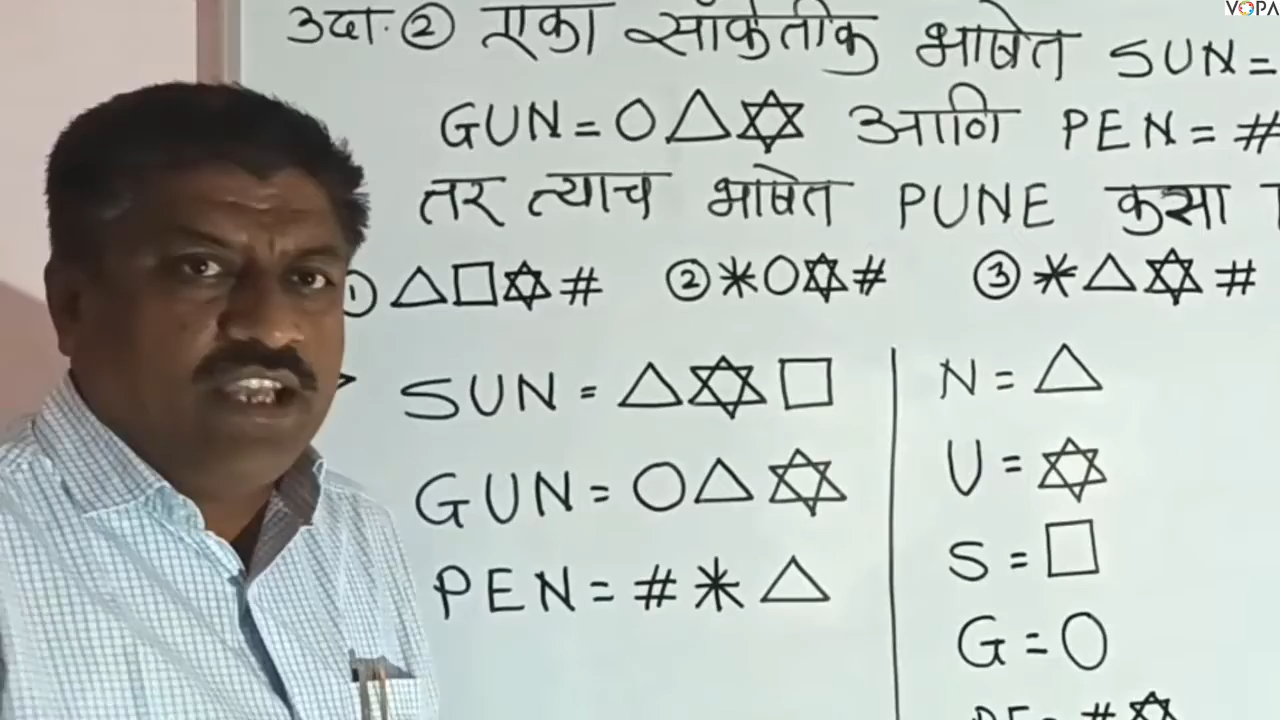 VOPA
उदा. ② एका सांकेतीक भाषेत SUN=
GUN=○△✡ आणि PEN=#
तर त्याच भाषेत PUNE कसा
① △□✡# ② *○✡# ③ *△✡#
SUN = △✡□
GUN = ○△✡
PEN = #*△
N = △
U = ✡
S = □
G = ○